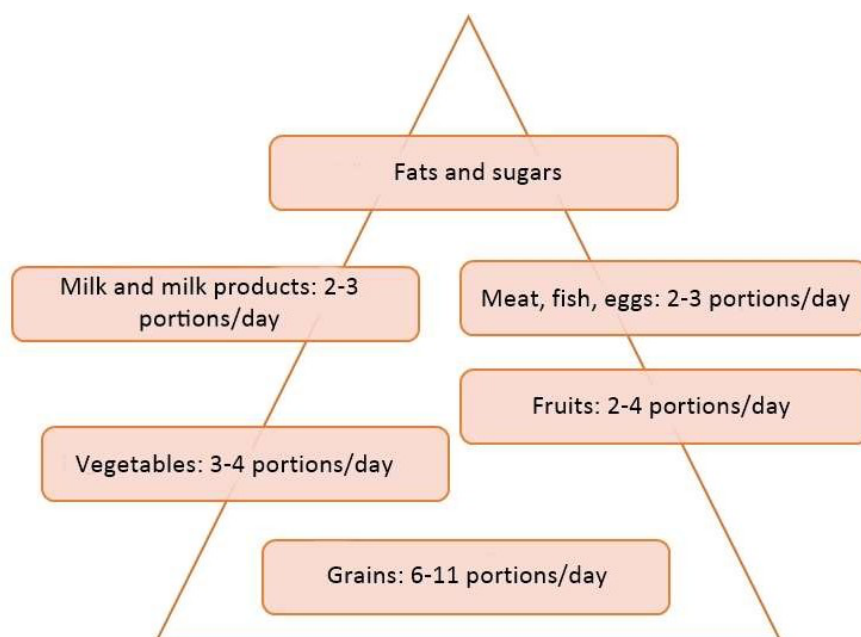 Fats and sugars
Milk and milk products: 2-3
portions/day
Meat, fish, eggs: 2-3 portions/day
Fruits: 2-4 portions/day
Vegetables: 3-4 portions/day
Grains: 6-11 portions/day